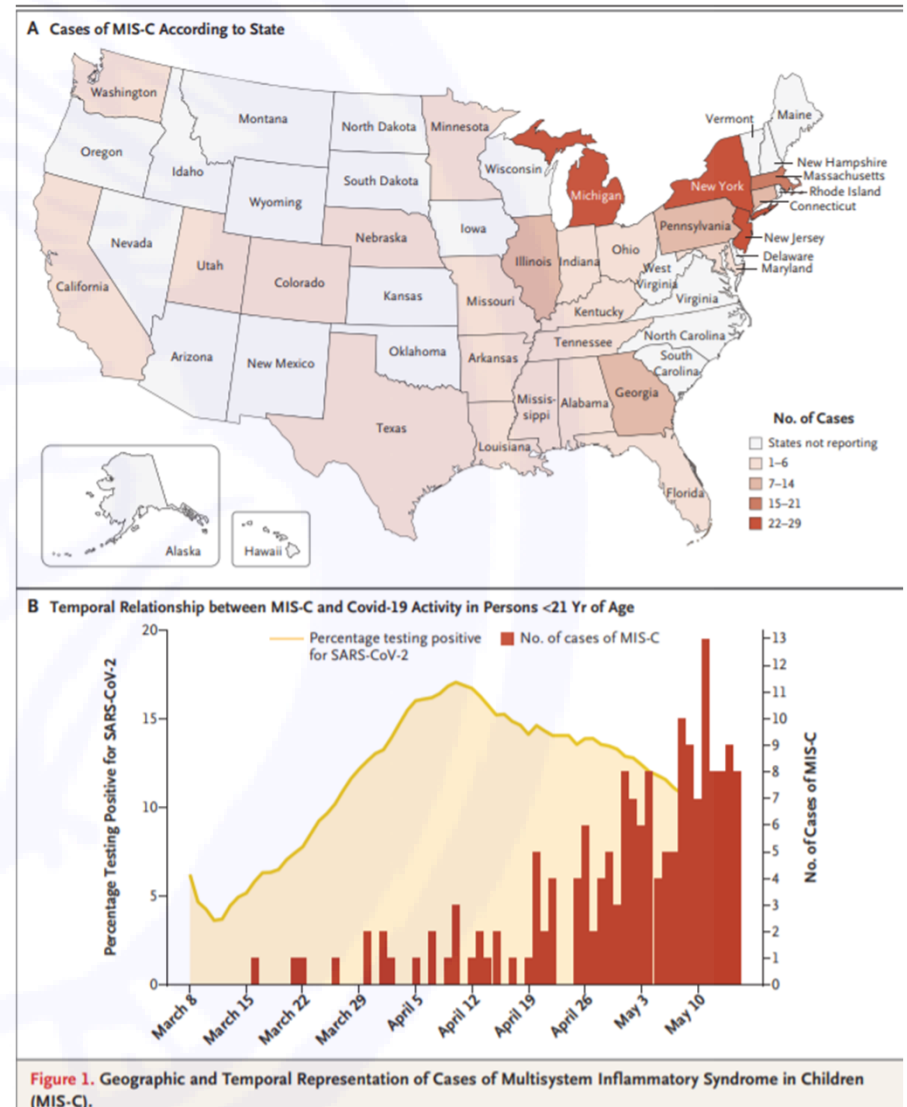 A Cases of MIS-C According to State
Washington
Montana
North Dakota
Minnesota
Vermont
Maine
Oregon
Idaho
Wisconsin
South Dakota
New Hampshire
Massachusetts
Rhode Island
Connecticut
Wyoming
Michigan
New York
Nevada
Nebraska
Iowa
Pennsylvania
New Jersey
Utah
Colorado
Illinois
Indiana
Ohio
Delaware
Maryland
California
Kansas
Missouri
West
Virginia
Virginia
Kentucky
Arizona
New Mexico
Oklahoma
Arkansas
Tennessee
North Carolina
South
Carolina
Texas
Missis-
sippi
Alabama
Georgia
Louisiana
Florida
Alaska
Hawaii
No. of Cases
States not reporting
1–6
7–14
15–21
22–29
B Temporal Relationship between MIS-C and Covid-19 Activity in Persons <21 Yr of Age
Percentage testing positive
for SARS-CoV-2
No. of cases of MIS-C
Percentage Testing Positive for SARS-CoV-2
20
15
10
5
0
13
12
11
10
9
8
7
6
5
4
3
2
1
0
No. of Cases of MIS-C
March 8
March 15
March 22
March 29
April 5
April 12
April 19
April 26
May 3
May 10
Figure 1. Geographic and Temporal Representation of Cases of Multisystem Inflammatory Syndrome in Children
(MIS-C).